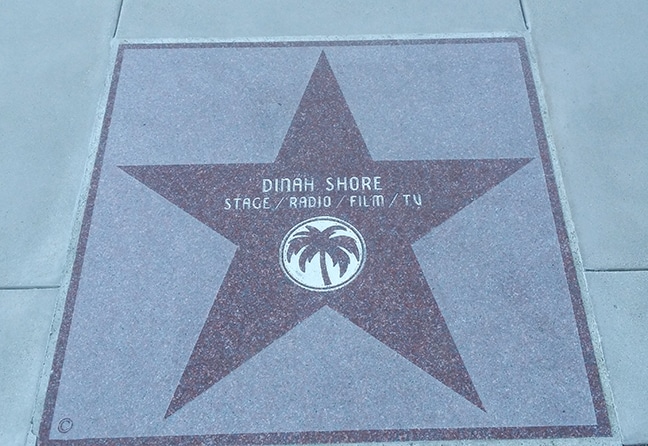 DINAH SHORE
STAGE / RADIO / FILM / TV
©